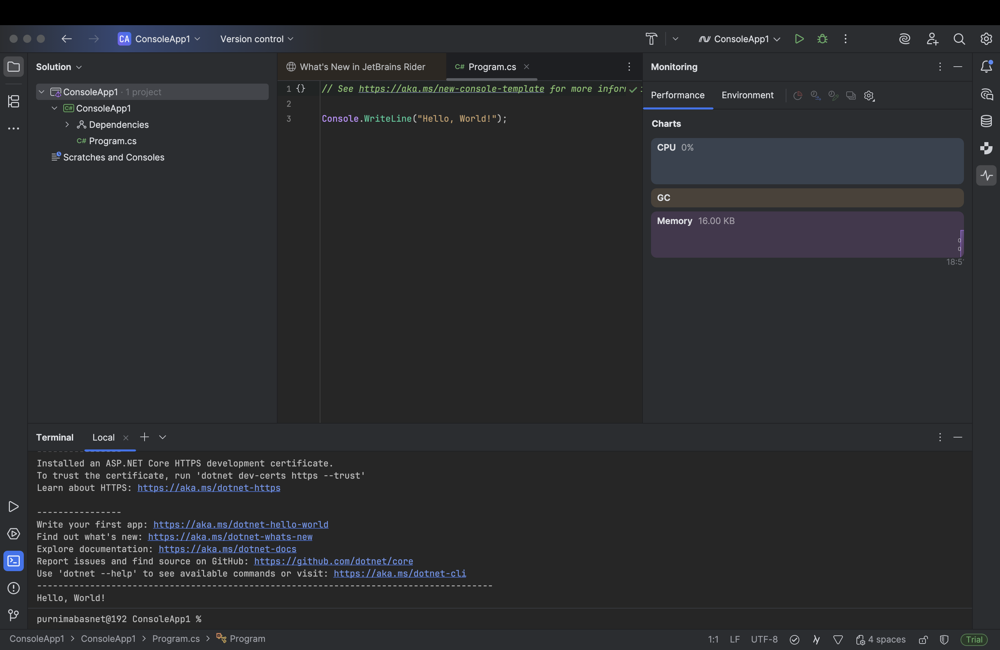 CA ConsoleApp1 Version control
ConsoleApp1
Solution
What's New in JetBrains Rider
C# Program.cs
Monitoring
ConsoleApp1 · 1 project
C# ConsoleApp1
Dependencies
C# Program.cs
Scratches and Consoles
1 {} // See https://aka.ms/new-console-template for more infor
2
3 Console.WriteLine("Hello, World!");
Performance Environment
Charts
CPU 0%
GC
Memory 16.00 KB
0
0
18:5
Terminal Local
----------------
Installed an ASP.NET Core HTTPS development certificate.
To trust the certificate, run 'dotnet dev-certs https --trust'
Learn about HTTPS: https://aka.ms/dotnet-https
----------------
Write your first app: https://aka.ms/dotnet-hello-world
Find out what's new: https://aka.ms/dotnet-whats-new
Explore documentation: https://aka.ms/dotnet-docs
Report issues and find source on GitHub: https://github.com/dotnet/core
Use 'dotnet --help' to see available commands or visit: https://aka.ms/dotnet-cli
--------------------------------------------------------------------------------------
Hello, World!
purnimabasnet@192 ConsoleApp1 %
ConsoleApp1 > ConsoleApp1 > Program.cs > Program
1:1 LF UTF-8 4 spaces Trial